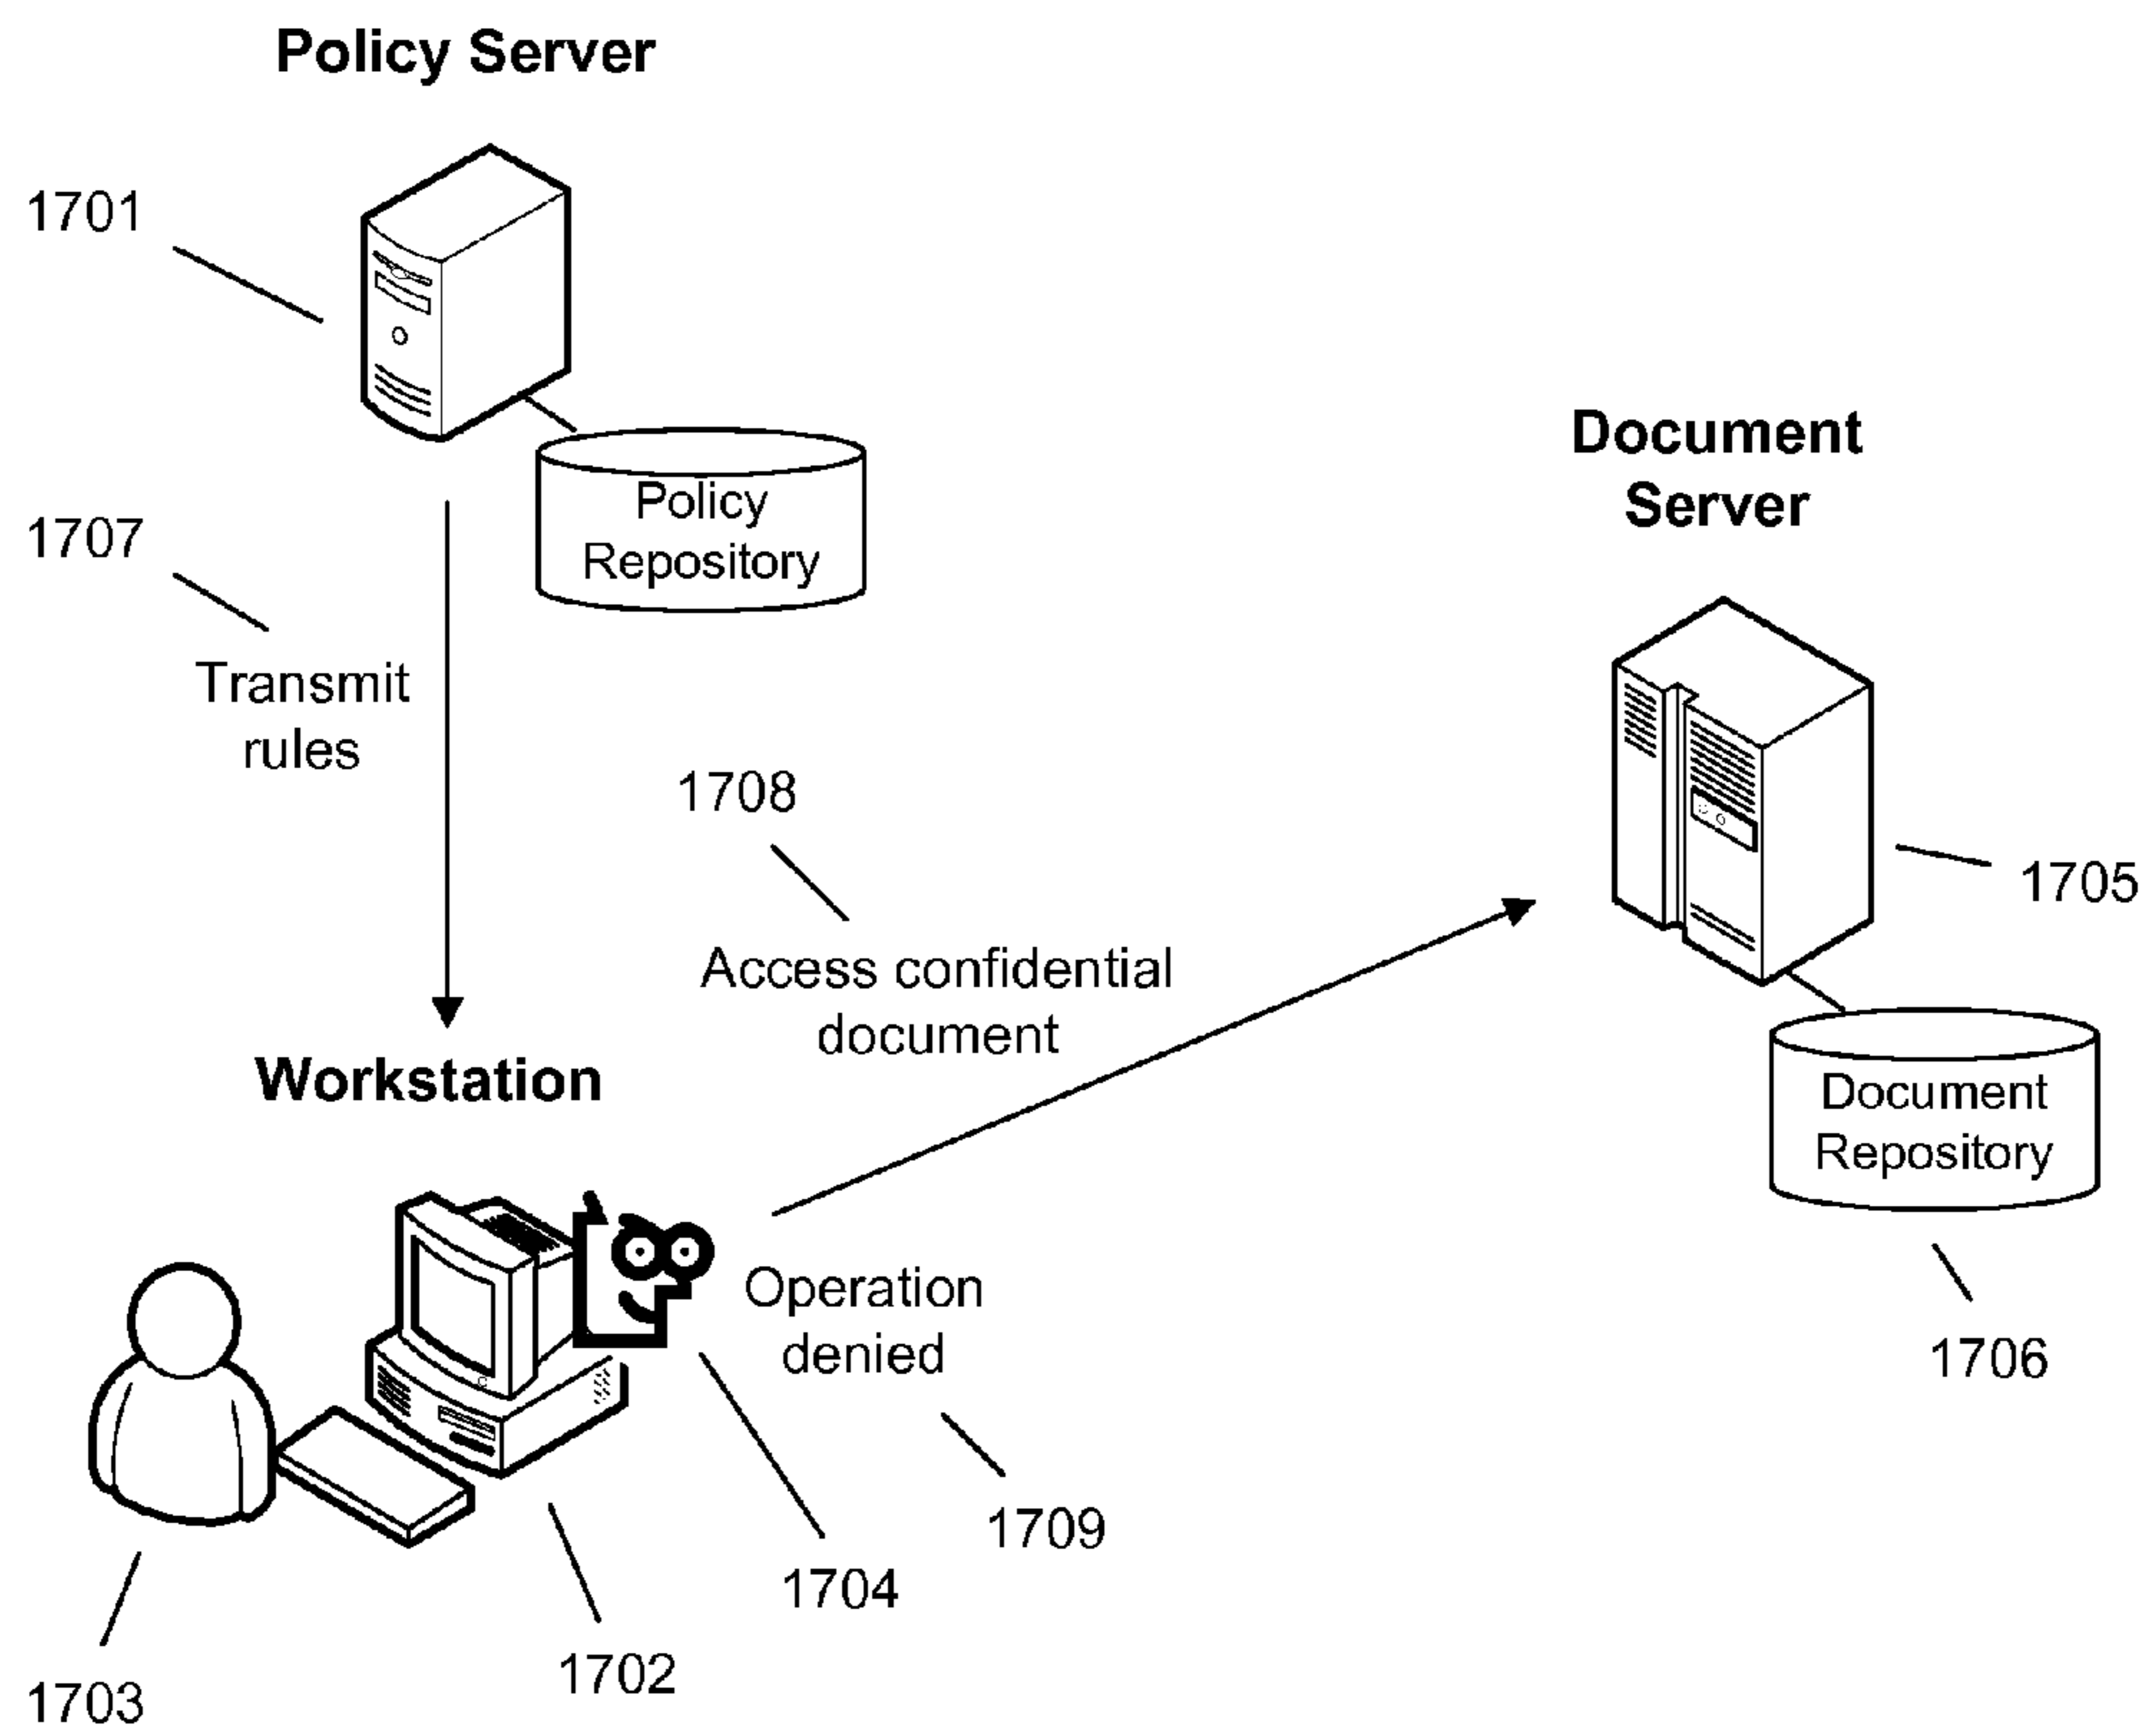 Policy Server
1701
Policy
Repository
1707
Transmit
rules
Document
Server
1708
1705
Access confidential
document
Workstation
Document
Repository
Operation
denied
1706
1709
1704
1702
1703